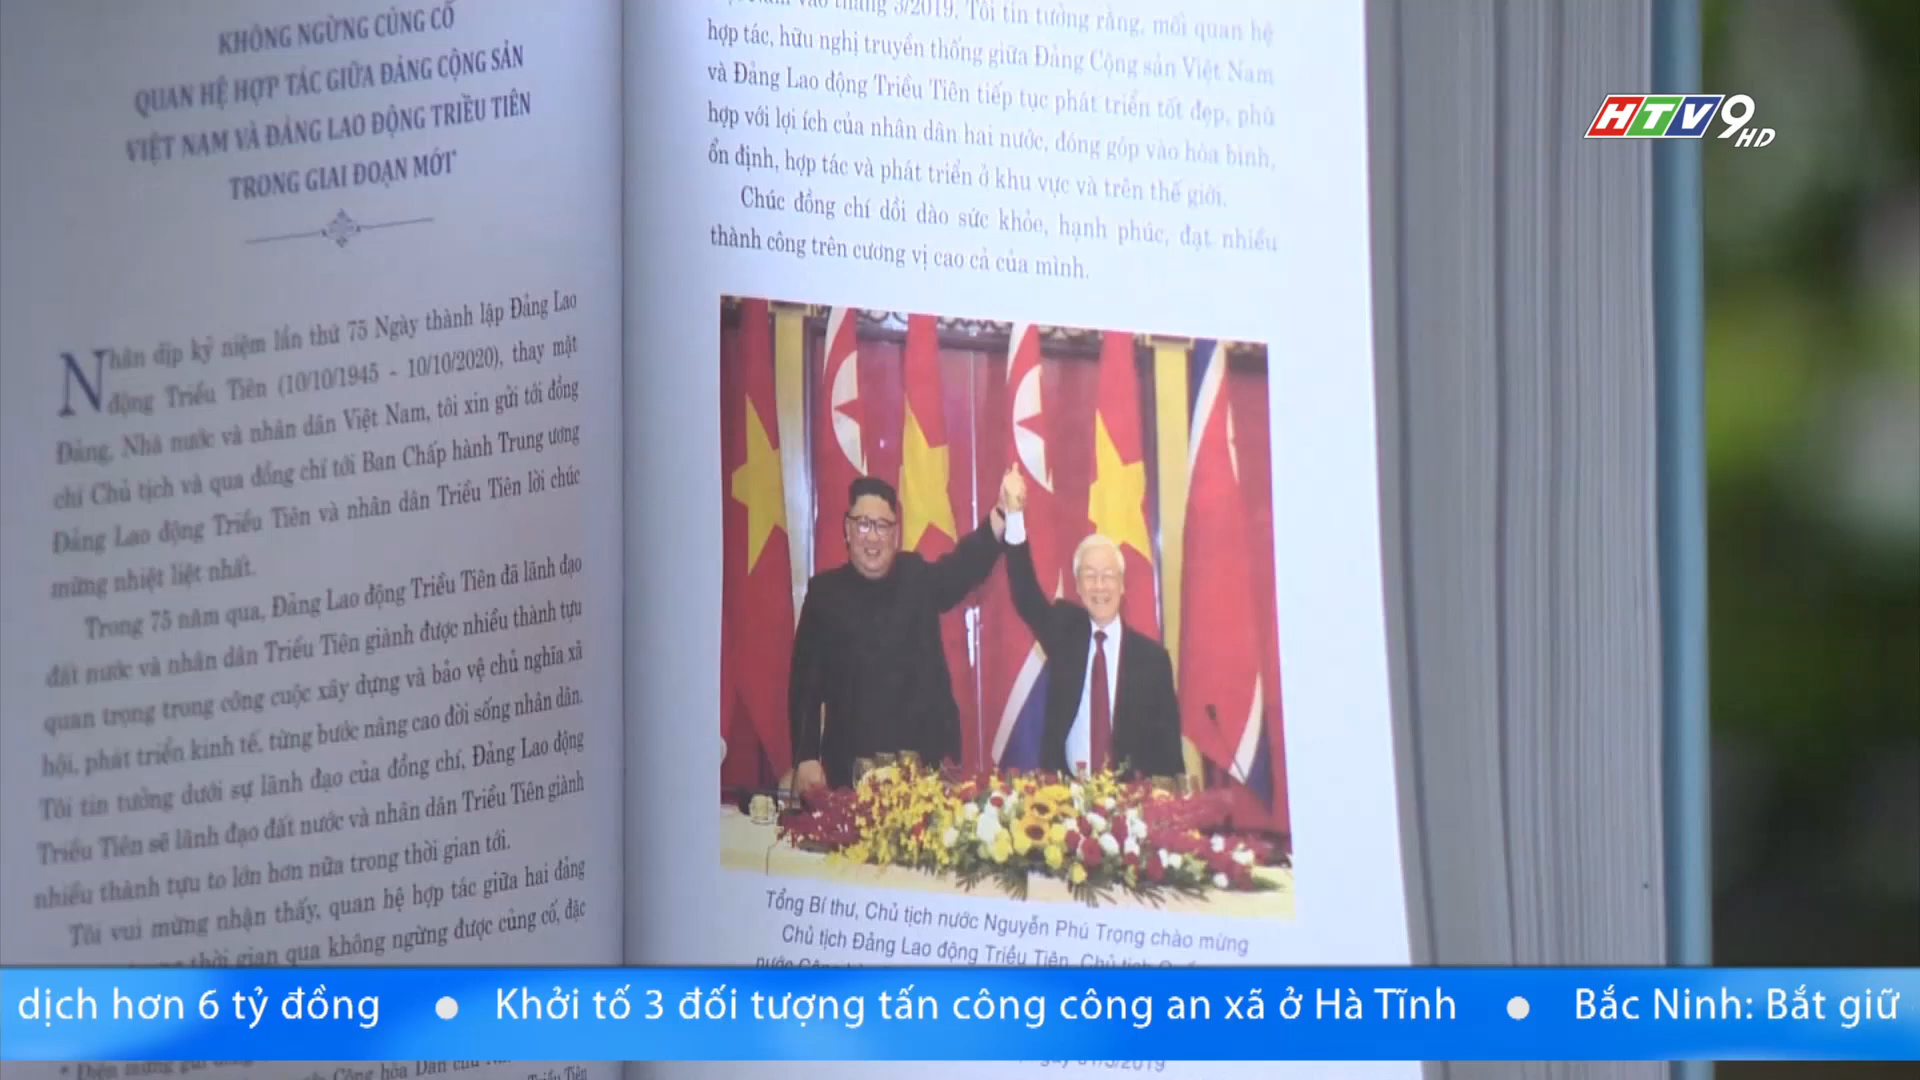 KHÔNG NGỪNG CỦNG CỐ
QUAN HỆ HỢP TÁC GIỮA ĐẢNG CỘNG SẢN
VIỆT NAM VÀ ĐẢNG LAO ĐỘNG TRIỀU TIÊN
TRONG GIAI ĐOẠN MỚI*
Nhân dịp kỷ niệm lần thứ 75 Ngày thành lập Đảng Lao
động Triều Tiên (10/10/1945 - 10/10/2020), thay mặt
Đảng, Nhà nước và nhân dân Việt Nam, tôi xin gửi tới đồng
chí Chủ tịch và qua đồng chí tới Ban Chấp hành Trung ương
Đảng Lao động Triều Tiên và nhân dân Triều Tiên lời chúc
mừng nhiệt liệt nhất.
Trong 75 năm qua, Đảng Lao động Triều Tiên đã lãnh đạo
đất nước và nhân dân Triều Tiên giành được nhiều thành tựu
quan trọng trong công cuộc xây dựng và bảo vệ chủ nghĩa xã
hội, phát triển kinh tế, từng bước nâng cao đời sống nhân dân.
Tôi tin tưởng dưới sự lãnh đạo của đồng chí, Đảng Lao động
Triều Tiên sẽ lãnh đạo đất nước và nhân dân Triều Tiên giành
nhiều thành tựu to lớn hơn nữa trong thời gian tới.
Tôi vui mừng nhận thấy, quan hệ hợp tác giữa hai đảng
thời gian qua không ngừng được củng cố, đặc
* Điện mừng gửi
Cộng hòa Dân
Triều Tiên
vào tháng 3/2019. Tôi tin tưởng rằng, mối quan hệ
hợp tác, hữu nghị truyền thống giữa Đảng Cộng sản Việt Nam
và Đảng Lao động Triều Tiên tiếp tục phát triển tốt đẹp, phù
hợp với lợi ích của nhân dân hai nước, đóng góp vào hòa bình,
ổn định, hợp tác và phát triển ở khu vực và trên thế giới.
Chúc đồng chí dồi dào sức khỏe, hạnh phúc, đạt nhiều
thành công trên cương vị cao cả của mình.
Tổng Bí thư, Chủ tịch nước Nguyễn Phú Trọng chào mừng
Chủ tịch Đảng Lao động Triều Tiên, Chủ tịch
HTV9 HD
dịch hơn 6 tỷ đồng ● Khởi tố 3 đối tượng tấn công công an xã ở Hà Tĩnh ● Bắc Ninh: Bắt giữ